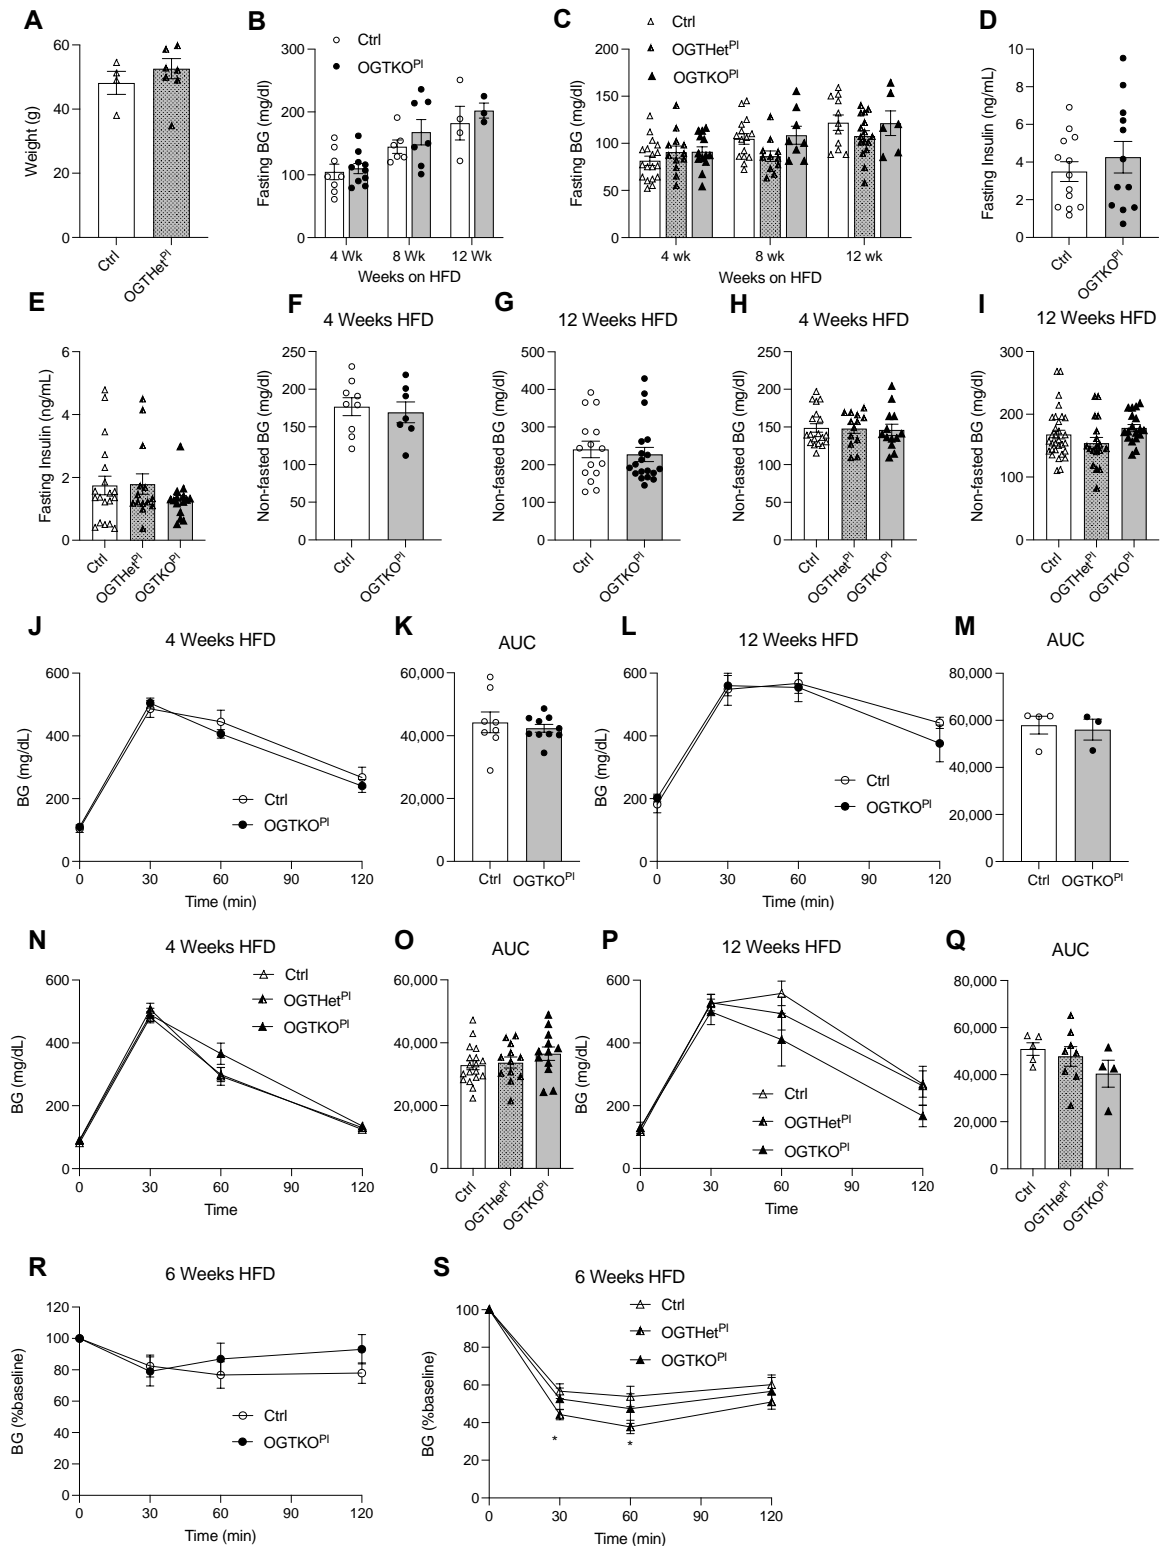 A
Weight (g)
60
40
20
0
Ctrl
OGTHetPI
B
Ctrl
OGTKOPI
Fasting BG (mg/dl)
300
200
100
0
4 Wk
8 Wk
12 Wk
Weeks on HFD
C
Ctrl
OGTHetPI
OGTKOPI
Fasting BG (mg/dl)
200
150
100
50
0
4 wk
8 wk
12 wk
Weeks on HFD
D
Fasting Insulin (ng/mL)
10
8
6
4
2
0
Ctrl
OGTKOPI
E
Fasting Insulin (ng/mL)
6
4
2
0
Ctrl
OGTHetPI
OGTKOPI
F
4 Weeks HFD
Non-fasted BG (mg/dl)
250
200
150
100
50
0
Ctrl
OGTKOPI
G
12 Weeks HFD
Non-fasted BG (mg/dl)
500
400
300
200
100
0
Ctrl
OGTKOPI
H
4 Weeks HFD
Non-fasted BG (mg/dl)
250
200
150
100
50
0
Ctrl
OGTHetPI
OGTKOPI
I
12 Weeks HFD
Non-fasted BG (mg/dl)
300
200
100
0
Ctrl
OGTHetPI
OGTKOPI
J
4 Weeks HFD
BG (mg/dL)
600
400
200
0
Ctrl
OGTKOPI
0
30
60
90
120
Time (min)
K
AUC
60,000
40,000
20,000
0
Ctrl
OGTKOPI
L
12 Weeks HFD
BG (mg/dL)
600
400
200
0
Ctrl
OGTKOPI
0
30
60
90
120
Time (min)
M
AUC
80,000
60,000
40,000
20,000
0
Ctrl
OGTKOPI
N
4 Weeks HFD
Ctrl
OGTHetPI
OGTKOPI
BG (mg/dL)
600
400
200
0
0
30
60
90
120
Time
O
AUC
60,000
40,000
20,000
0
Ctrl
OGTHetPI
OGTKOPI
P
12 Weeks HFD
BG (mg/dL)
600
400
200
0
Ctrl
OGTHetPI
OGTKOPI
0
30
60
90
120
Time
Q
AUC
80,000
60,000
40,000
20,000
0
Ctrl
OGTHetPI
OGTKOPI
R
6 Weeks HFD
BG (%baseline)
120
100
80
60
40
20
0
Ctrl
OGTKOPI
0
30
60
90
120
Time (min)
S
6 Weeks HFD
Ctrl
OGTHetPI
OGTKOPI
BG (%baseline)
100
80
60
40
20
0
*
*
0
30
60
90
120
Time (min)